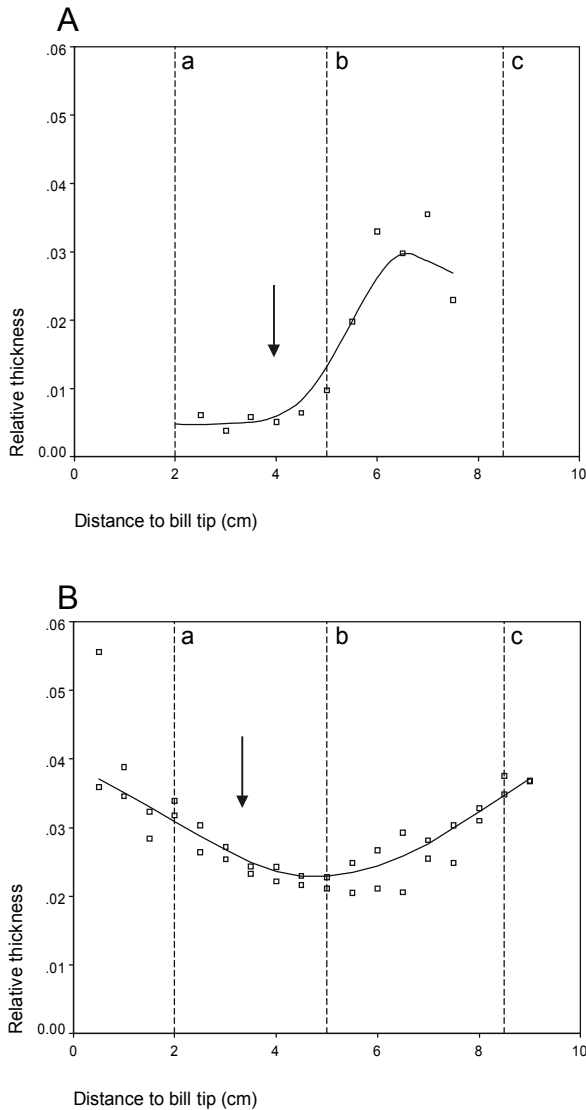 A
a b c
.06
.05
.04
.03
.02
.01
0.00
Relative thickness
0 2 4 6 8 10
Distance to bill tip (cm)
B
a b c
.06
.05
.04
.03
.02
.01
0.00
Relative thickness
0 2 4 6 8 10
Distance to bill tip (cm)